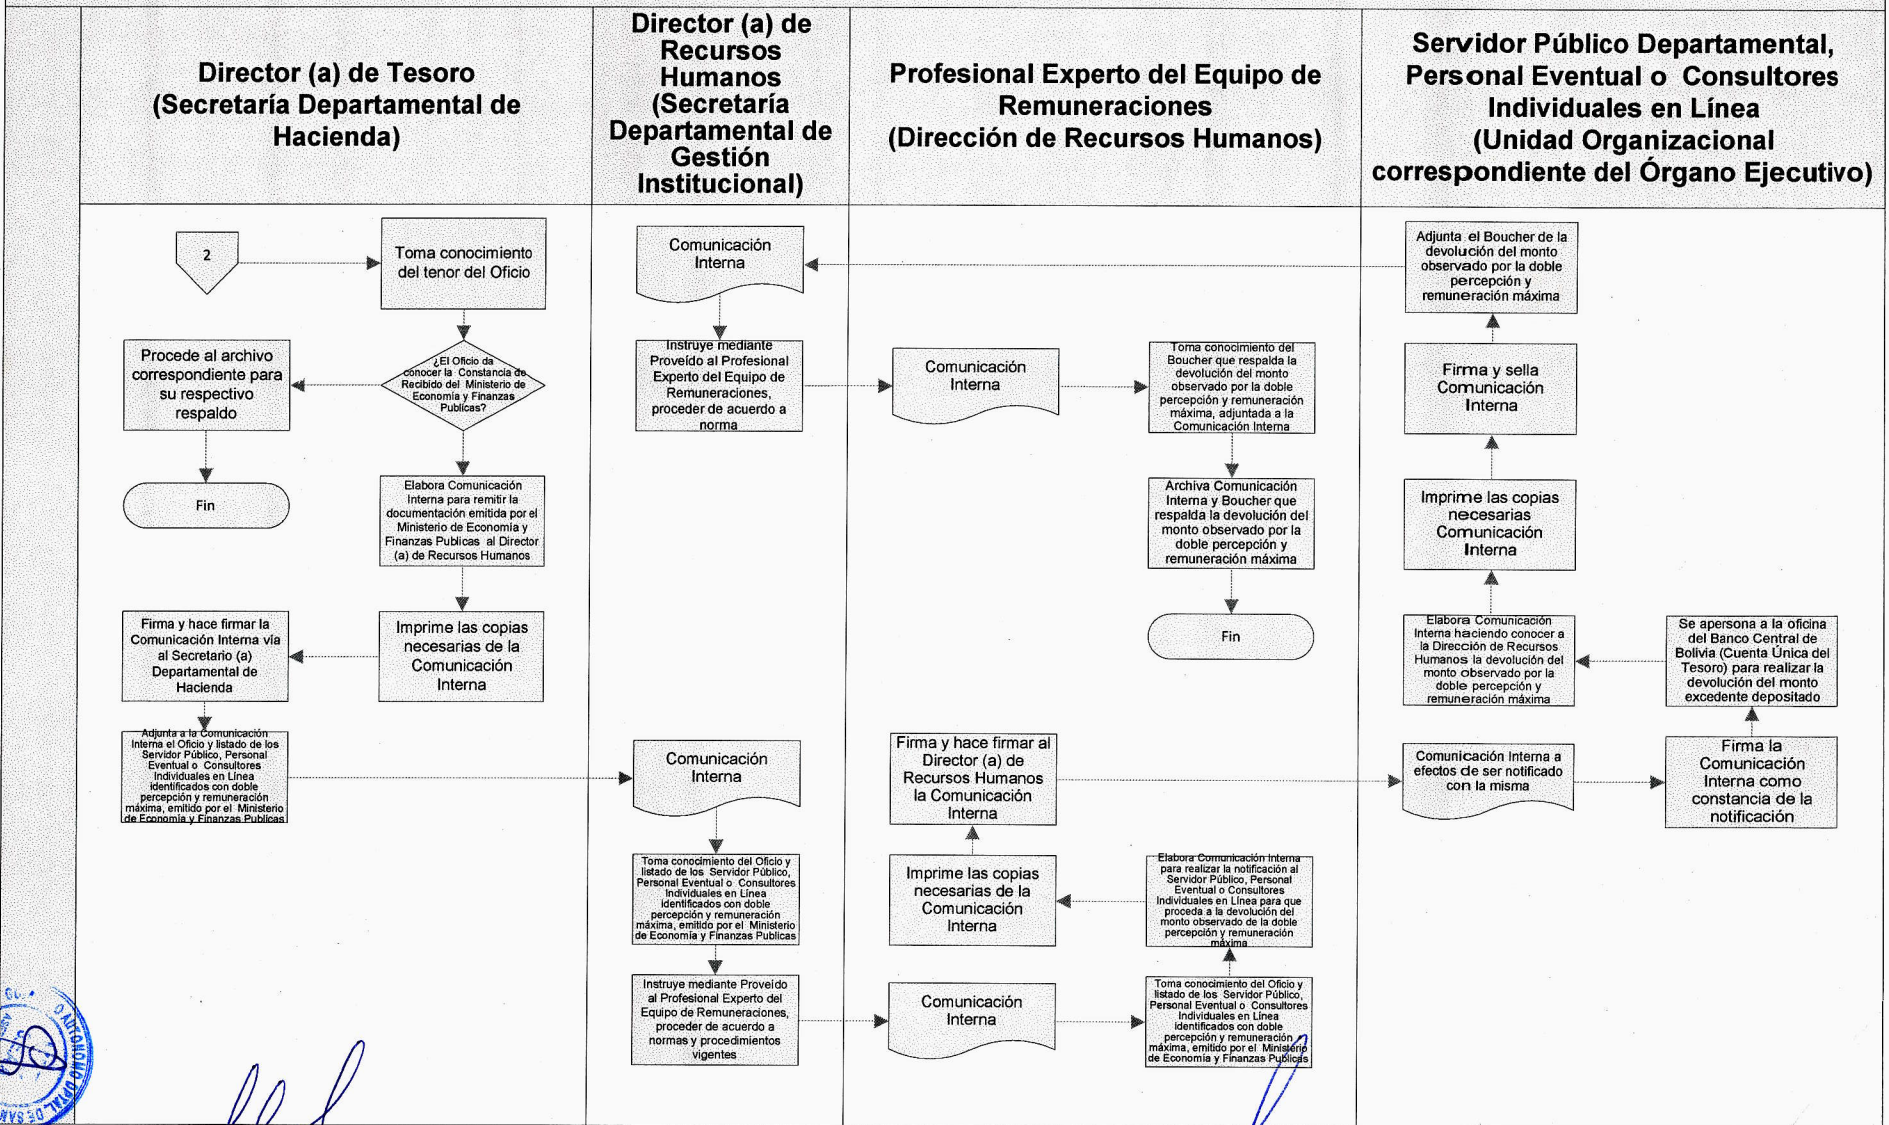 Director (a) de Tesoro
(Secretaría Departamental de
Hacienda)
Director (a) de
Recursos
Humanos
(Secretaría
Departamental de
Gestión
Institucional)
Profesional Experto del Equipo de
Remuneraciones
(Dirección de Recursos Humanos)
Servidor Público Departamental,
Personal Eventual o Consultores
Individuales en Línea
(Unidad Organizacional
correspondiente del Órgano Ejecutivo)
2
Toma conocimiento
del tenor del Oficio
¿El Oficio da
conocer la Constancia de
Recibido del Ministerio de
Economía y Finanzas
Publicas?
Procede al archivo
correspondiente para
su respectivo
respaldo
Fin
Elabora Comunicación
Interna para remitir la
documentación emitida por el
Ministerio de Economía y
Finanzas Publicas al Director
(a) de Recursos Humanos
Imprime las copias
necesarias de la
Comunicación
Interna
Firma y hace firmar la
Comunicación Interna vía
al Secretario (a)
Departamental de
Hacienda
Adjunta a la Comunicación
Interna el Oficio y listado de los
Servidor Público, Personal
Eventual o Consultores
Individuales en Línea
identificados con doble
percepción y remuneración
máxima, emitido por el Ministerio
de Economía y Finanzas Publicas
Comunicación
Interna
Instruye mediante
Proveído al Profesional
Experto del Equipo de
Remuneraciones,
proceder de acuerdo a
norma
Comunicación
Interna
Toma conocimiento del Oficio y
listado de los Servidor Público,
Personal Eventual o Consultores
Individuales en Línea
identificados con doble
percepción y remuneración
máxima, emitido por el Ministerio
de Economía y Finanzas Publicas
Instruye mediante Proveído
al Profesional Experto del
Equipo de Remuneraciones,
proceder de acuerdo a
normas y procedimientos
vigentes
Comunicación
Interna
Toma conocimiento del
Boucher que respalda la
devolución del monto
observado por la doble
percepción y remuneración
máxima, adjuntada a la
Comunicación Interna
Archiva Comunicación
Interna y Boucher que
respalda la devolución del
monto observado por la
doble percepción y
remuneración máxima
Fin
Firma y hace firmar al
Director (a) de
Recursos Humanos
la Comunicación
Interna
Imprime las copias
necesarias de la
Comunicación
Interna
Elabora Comunicación Interna
para realizar la notificación al
Servidor Público, Personal
Eventual o Consultores
Individuales en Línea para que
proceda a la devolución del
monto observado de la doble
percepción y remuneración
máxima
Comunicación
Interna
Toma conocimiento del Oficio y
listado de los Servidor Público,
Personal Eventual o Consultores
Individuales en Línea
identificados con doble
percepción y remuneración
máxima, emitido por el Ministerio
de Economía y Finanzas Publicas
Adjunta el Boucher de la
devolución del monto
observado por la doble
percepción y
remuneración máxima
Firma y sella
Comunicación
Interna
Imprime las copias
necesarias
Comunicación
Interna
Elabora Comunicación
Interna haciendo conocer a
la Dirección de Recursos
Humanos la devolución del
monto observado por la
doble percepción y
remuneración máxima
Se apersona a la oficina
del Banco Central de
Bolivia (Cuenta Única del
Tesoro) para realizar la
devolución del monto
excedente depositado
Comunicación Interna a
efectos de ser notificado
con la misma
Firma la
Comunicación
Interna como
constancia de la
notificación
O AUTONOMO DPTAL. DE SAN